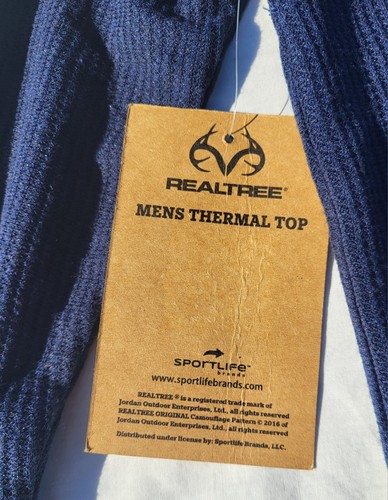 REALTREE®
MENS THERMAL TOP
SPORTLIFE™
brands
www.sportlifebrands.com
REALTREE ® is a registered trade mark of
Jordan Outdoor Enterprises, Ltd., all rights reserved
REALTREE ORIGINAL Camouflage Pattern © 2016 of
Jordan Outdoor Enterprises, Ltd., all rights reserved
Distributed under license by: Sportlife Brands, LLC.